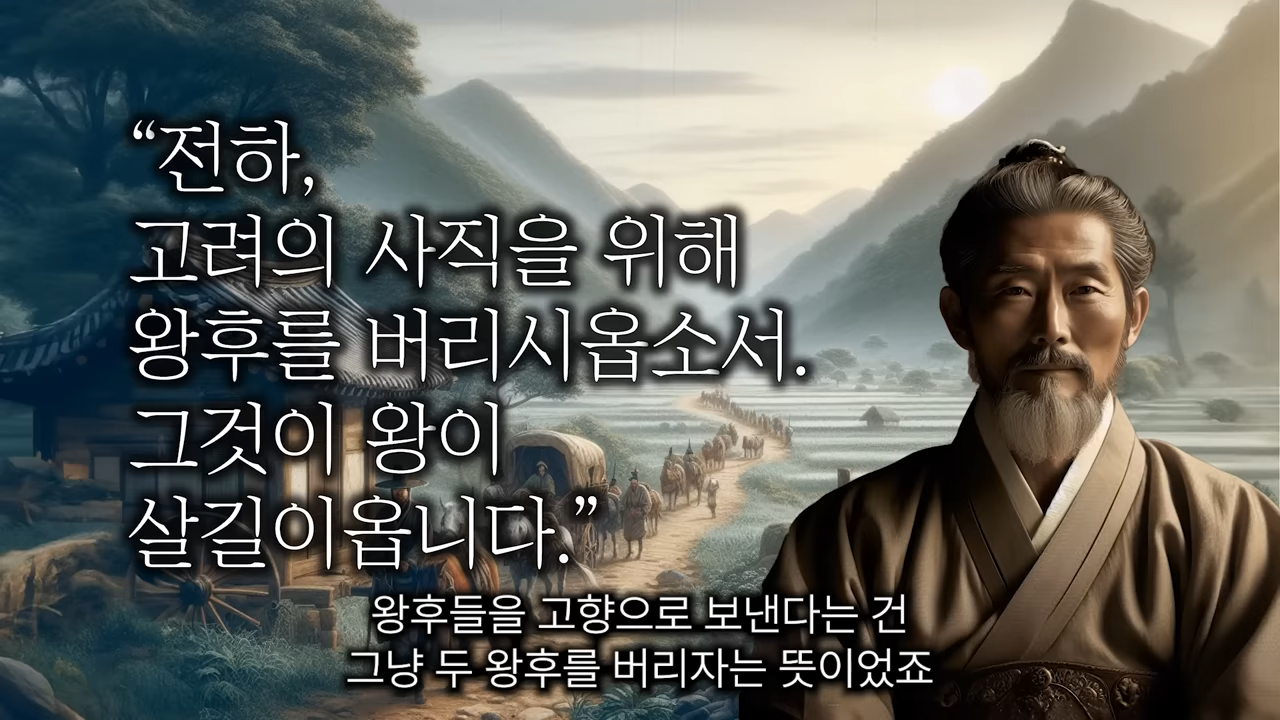 “전하,
고려의 사직을 위해
왕후를 버리시옵소서.
그것이 왕이
살길이옵니다.”
왕후들을 고향으로 보낸다는 건
그냥 두 왕후를 버리자는 뜻이었죠